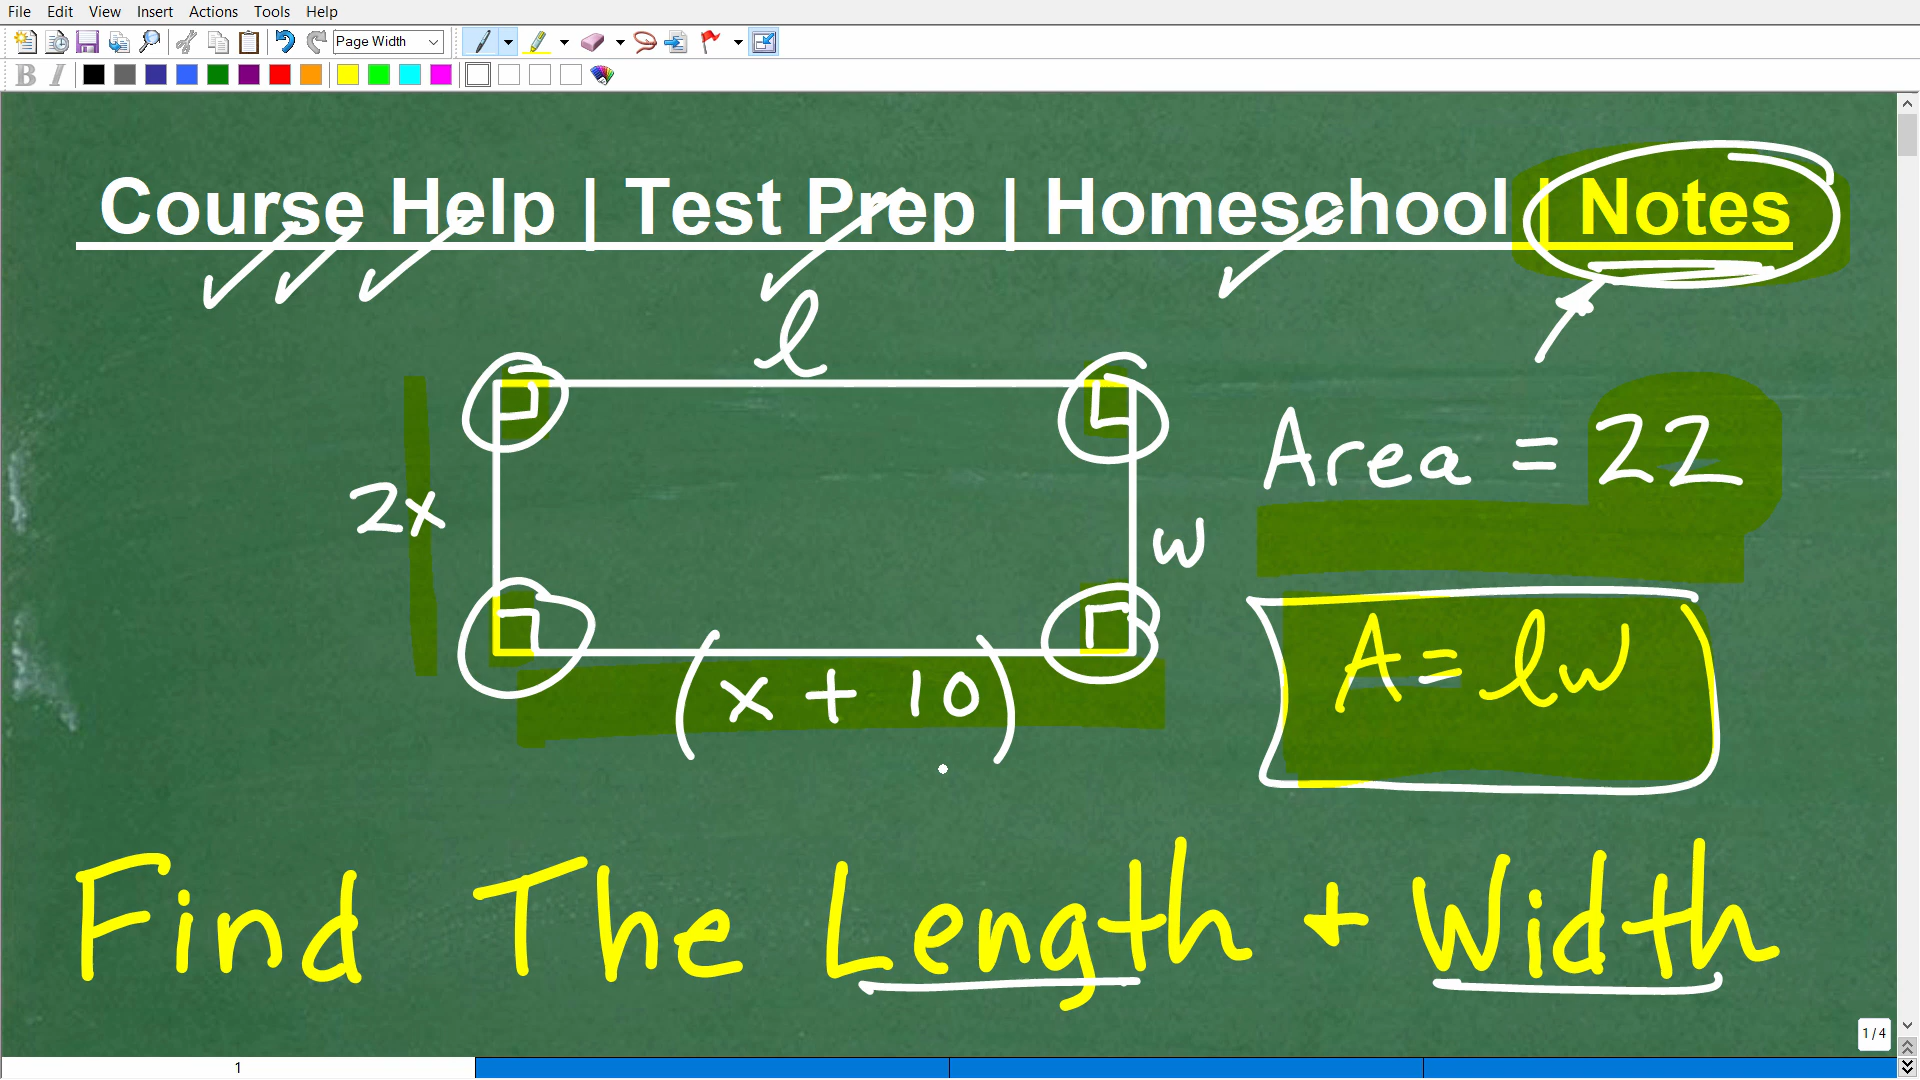 File Edit View Insert Actions Tools Help
Page Width
B I
Course Help | Test Prep | Homeschool | Notes
l
Area = 22
2x
w
A = lw
(x + 10)
Find The Length + Width
1 / 4
1